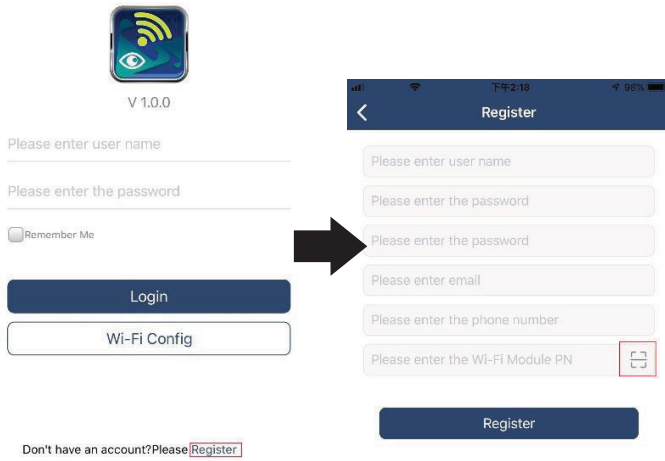 V 1.0.0
Please enter user name
Please enter the password
Remember Me
Login
Wi-Fi Config
Don't have an account?Please Register
下午2:18 98%
Register
Please enter user name
Please enter the password
Please enter the password
Please enter email
Please enter the phone number
Please enter the Wi-Fi Module PN
Register